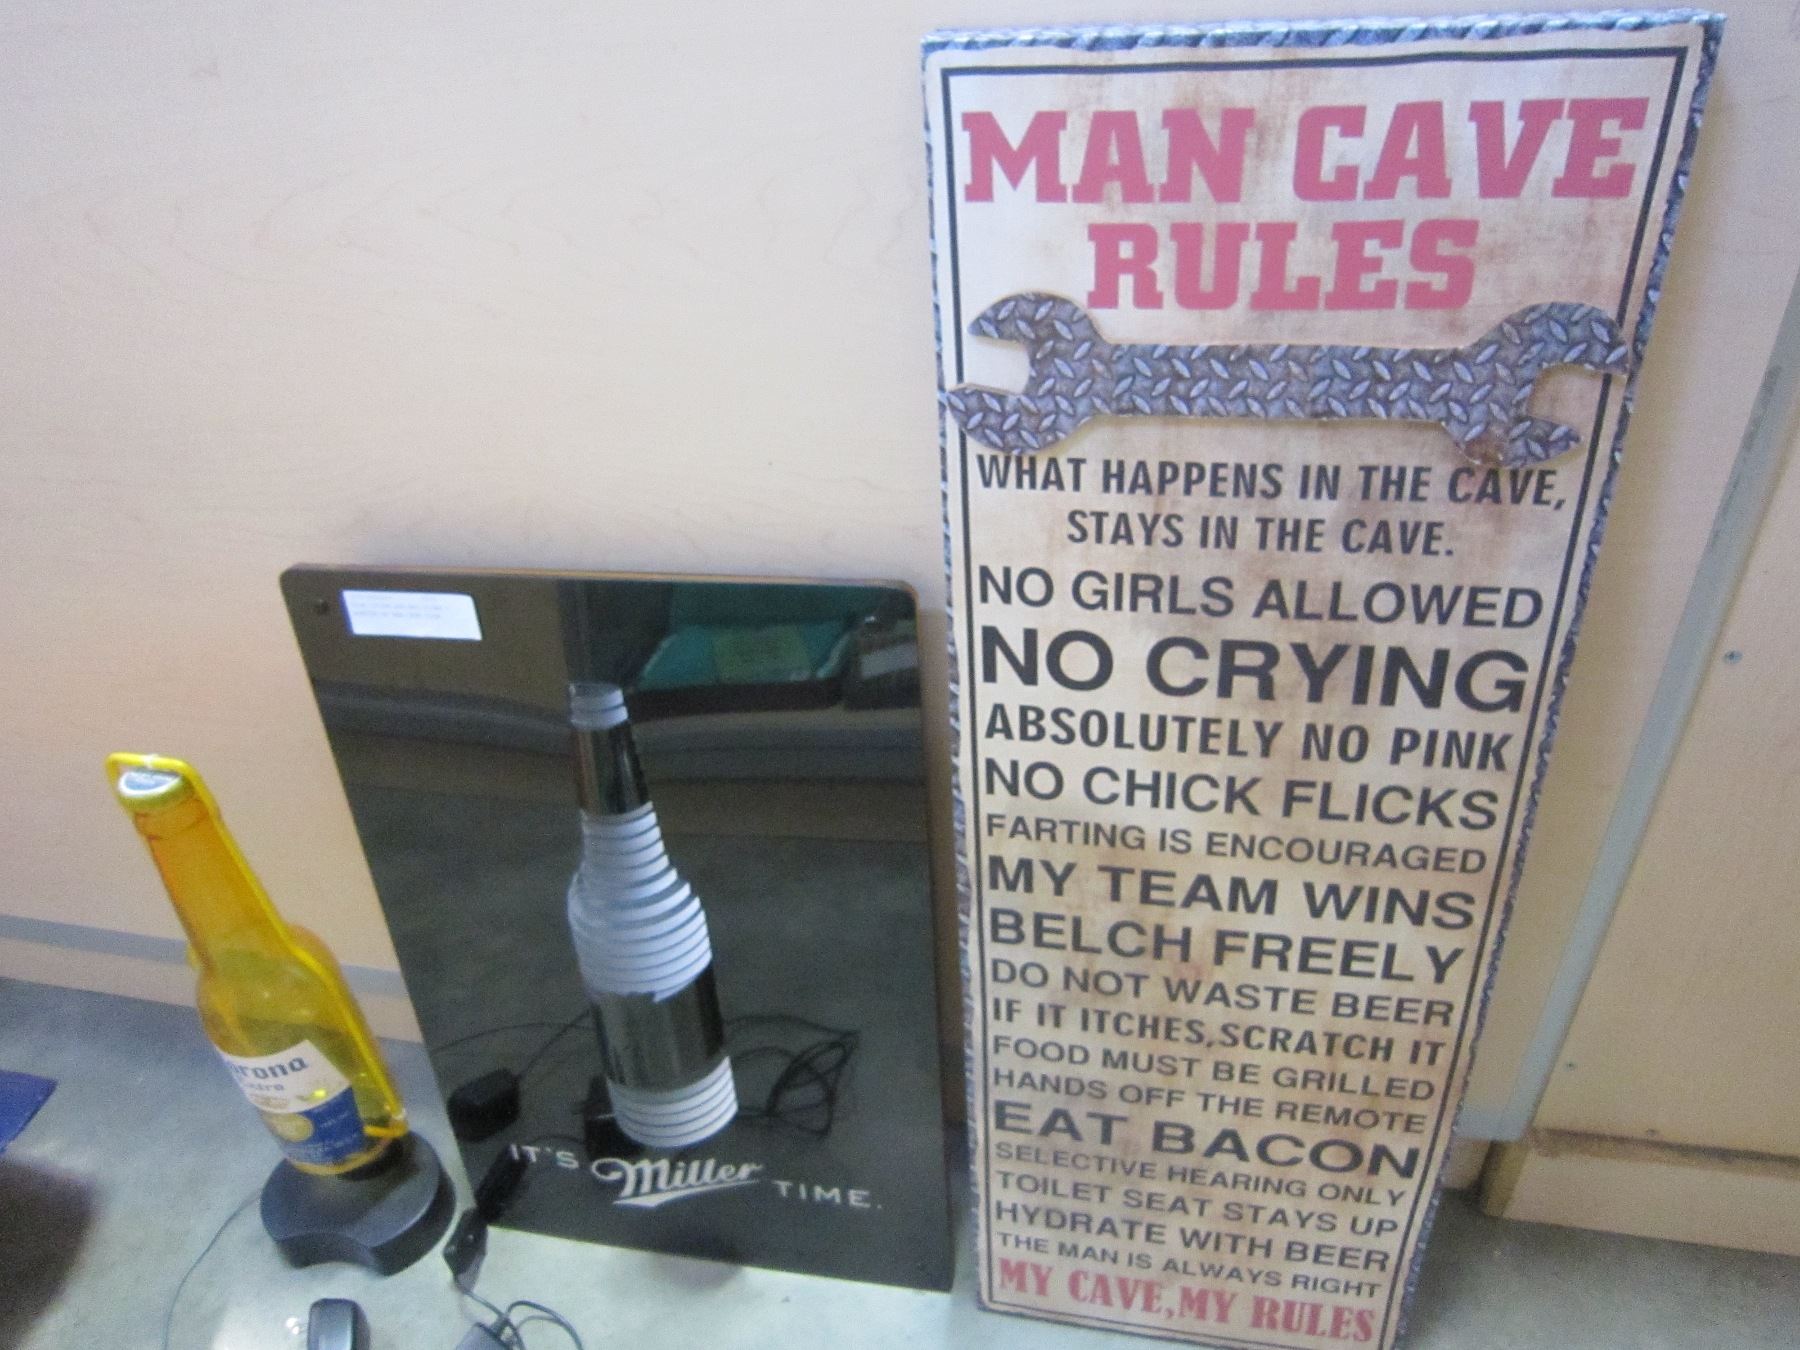 MAN CAVE
RULES
WHAT HAPPENS IN THE CAVE,
STAYS IN THE CAVE.
NO GIRLS ALLOWED
NO CRYING
ABSOLUTELY NO PINK
NO CHICK FLICKS
FARTING IS ENCOURAGED
MY TEAM WINS
BELCH FREELY
DO NOT WASTE BEER
IF IT ITCHES,SCRATCH IT
FOOD MUST BE GRILLED
HANDS OFF THE REMOTE
EAT BACON
SELECTIVE HEARING ONLY
TOILET SEAT STAYS UP
HYDRATE WITH BEER
THE MAN IS ALWAYS RIGHT
MY CAVE,MY RULES
IT'S Miller TIME.
orona